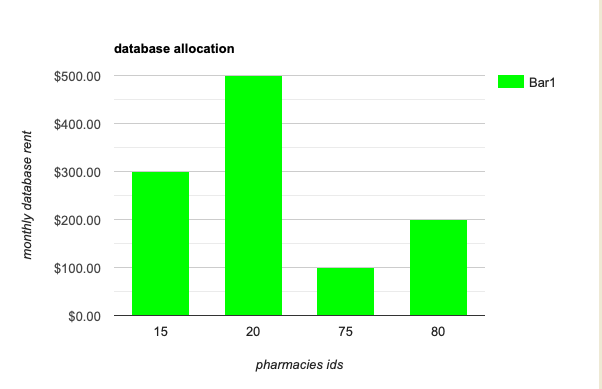 database allocation
$500.00
$400.00
$300.00
$200.00
$100.00
$0.00
monthly database rent
15 20 75 80
pharmacies ids
Bar1